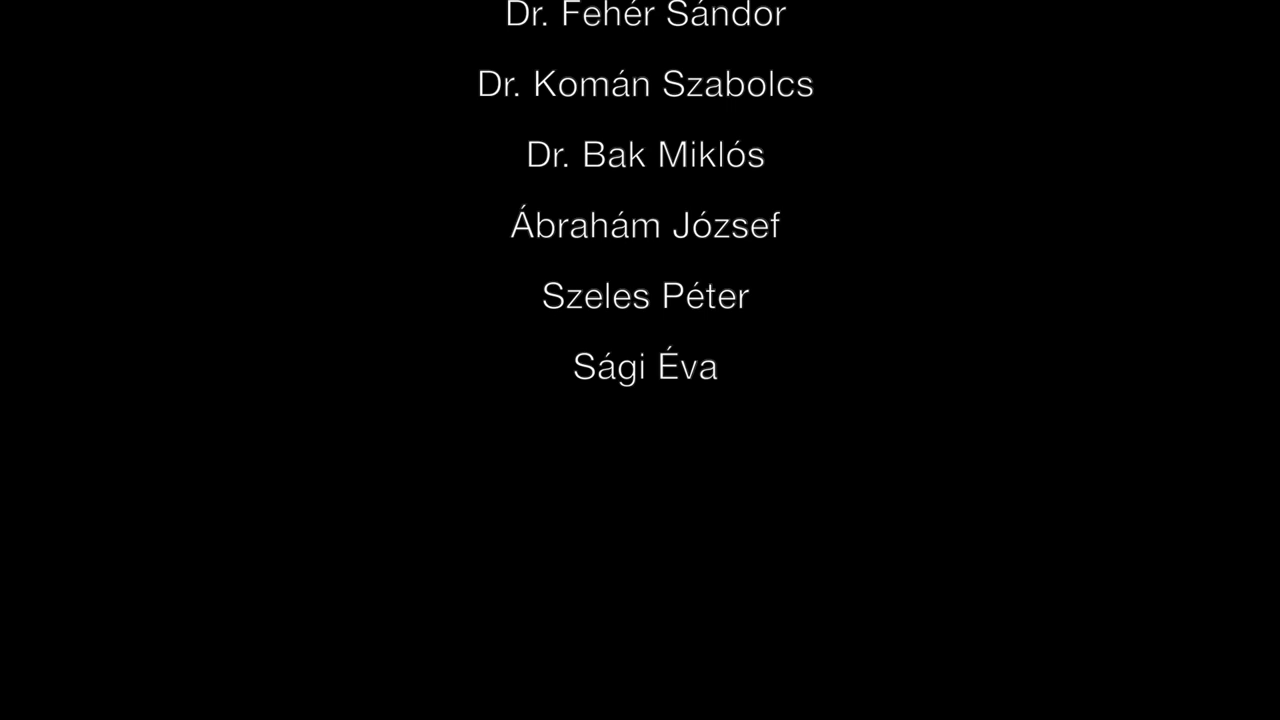 Dr. Fehér Sándor
Dr. Komán Szabolcs
Dr. Bak Miklós
Ábrahám József
Szeles Péter
Sági Éva